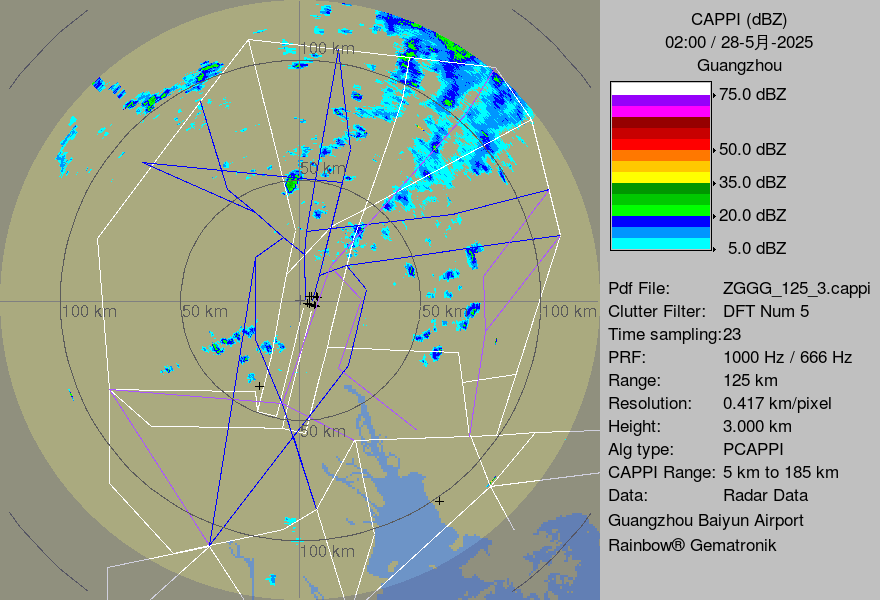 100 km
50 km
100 km
50 km
50 km
100 km
50 km
100 km
CAPPI (dBZ)
02:00 / 28-5月-2025
Guangzhou
75.0 dBZ
50.0 dBZ
35.0 dBZ
20.0 dBZ
5.0 dBZ
Pdf File: ZGGG_125_3.cappi
Clutter Filter: DFT Num 5
Time sampling:23
PRF: 1000 Hz / 666 Hz
Range: 125 km
Resolution: 0.417 km/pixel
Height: 3.000 km
Alg type: PCAPPI
CAPPI Range: 5 km to 185 km
Data: Radar Data
Guangzhou Baiyun Airport
Rainbow® Gematronik